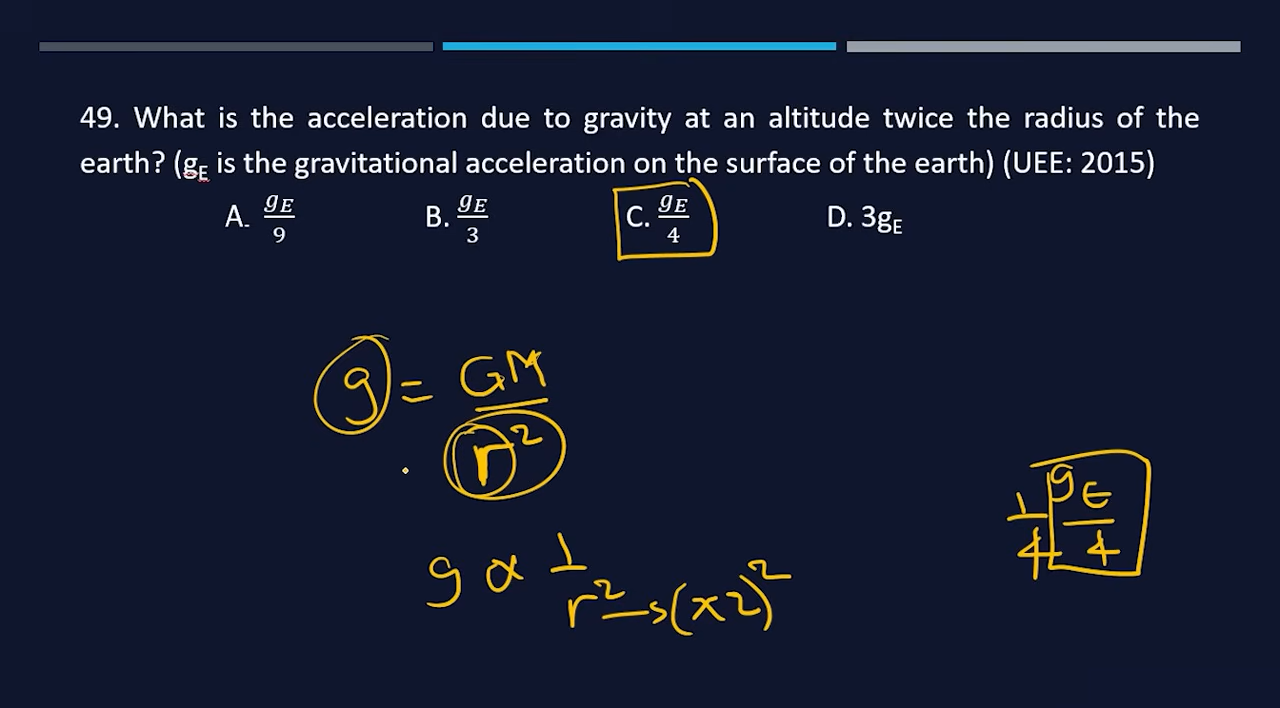 49. What is the acceleration due to gravity at an altitude twice the radius of the
earth? (gE is the gravitational acceleration on the surface of the earth) (UEE: 2015)
A. gE/9 B. gE/3 C. gE/4 D. 3gE
g = GM/r²
1/4 gE/4
g ∝ 1/r² → (x2)²